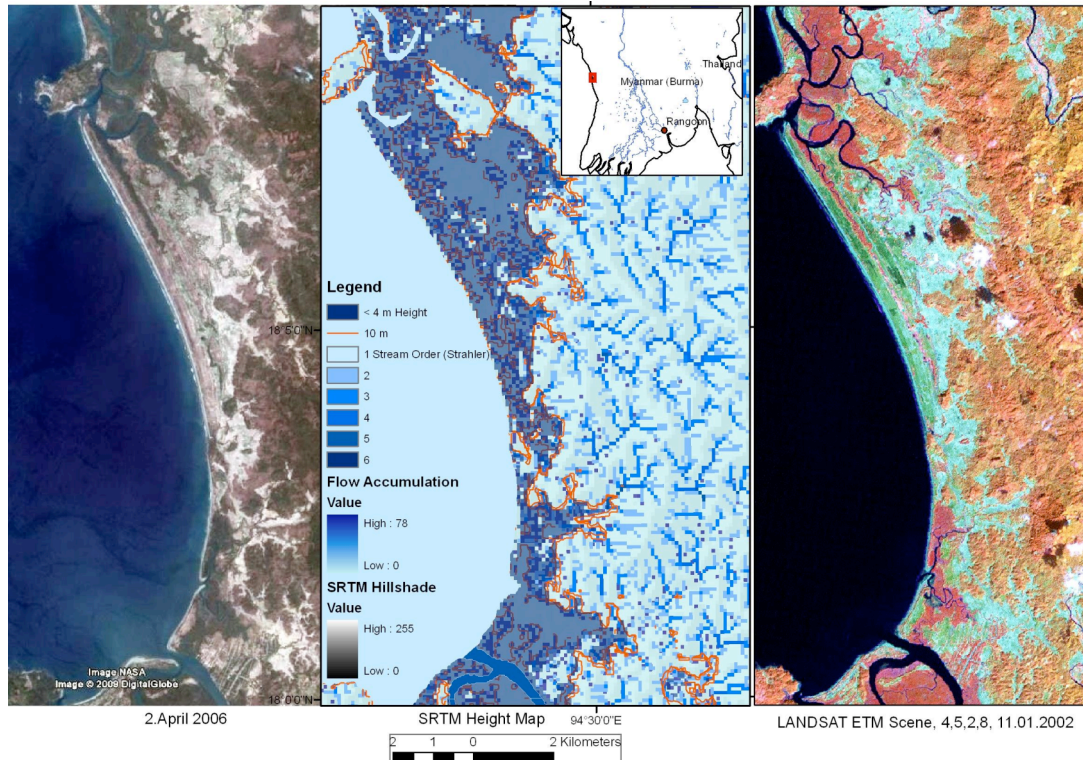 Thailand
Myanmar (Burma)
Rangoon
Legend
< 4 m Height
10 m
1 Stream Order (Strahler)
2
3
4
5
6
Flow Accumulation
Value
High : 78
Low : 0
SRTM Hillshade
Value
High : 255
Low : 0
18°5'0"N
18°0'0"N
Image NASA
Image © 2009 DigitalGlobe
2.April 2006
SRTM Height Map
94°30'0"E
LANDSAT ETM Scene, 4,5,2,8, 11.01.2002
2 1 0 2 Kilometers